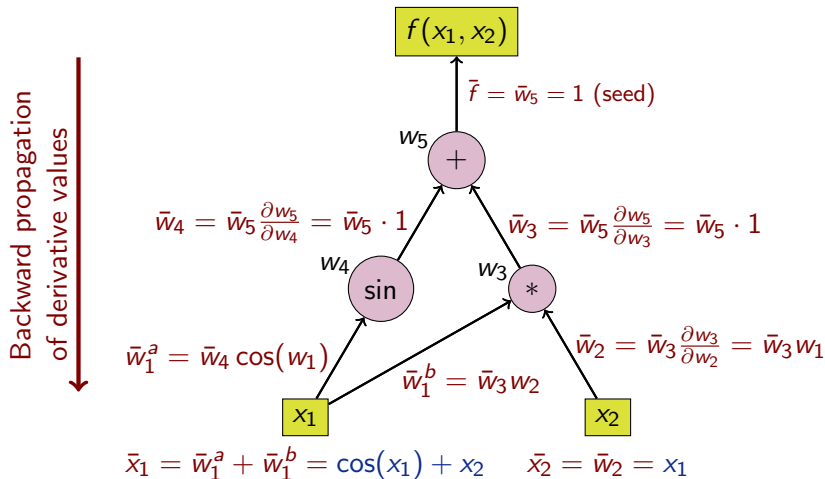 f(x₁, x₂)
f̄ = w̄₅ = 1 (seed)
w₅
+
w̄₄ = w̄₅ ∂w₅/∂w₄ = w̄₅ · 1
w̄₃ = w̄₅ ∂w₅/∂w₃ = w̄₅ · 1
w₄
sin
w₃
*
w̄₁ᵃ = w̄₄ cos(w₁)
w̄₁ᵇ = w̄₃w₂
w̄₂ = w̄₃ ∂w₃/∂w₂ = w̄₃w₁
x₁
x₂
x̄₁ = w̄₁ᵃ + w̄₁ᵇ = cos(x₁) + x₂
x̄₂ = w̄₂ = x₁
Backward propagation
of derivative values